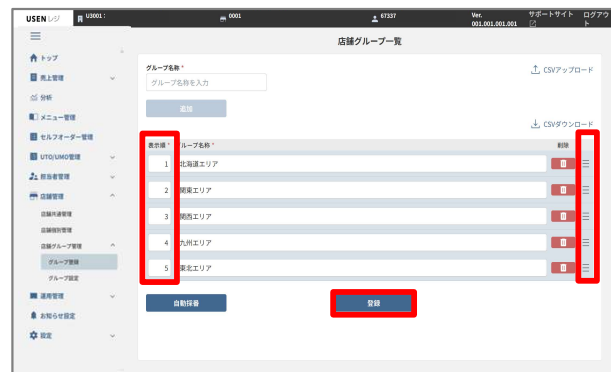 USEN レジ U3001: 0001 67337 Ver. 001.001.001.001 サポートサイト ログアウト
店舗グループ一覧
トップ
売上管理
分析
メニュー管理
セルフオーダー管理
UTO/UMO管理
担当者管理
店舗管理
店舗共通管理
店舗個別管理
店舗グループ管理
グループ登録
グループ設定
運用管理
お知らせ設定
設定
グループ名称 *
グループ名称を入力
追加
CSVアップロード
CSVダウンロード
表示順 * グループ名称 * 削除
1 北海道エリア
2 関東エリア
3 関西エリア
4 九州エリア
5 東北エリア
自動採番
登録